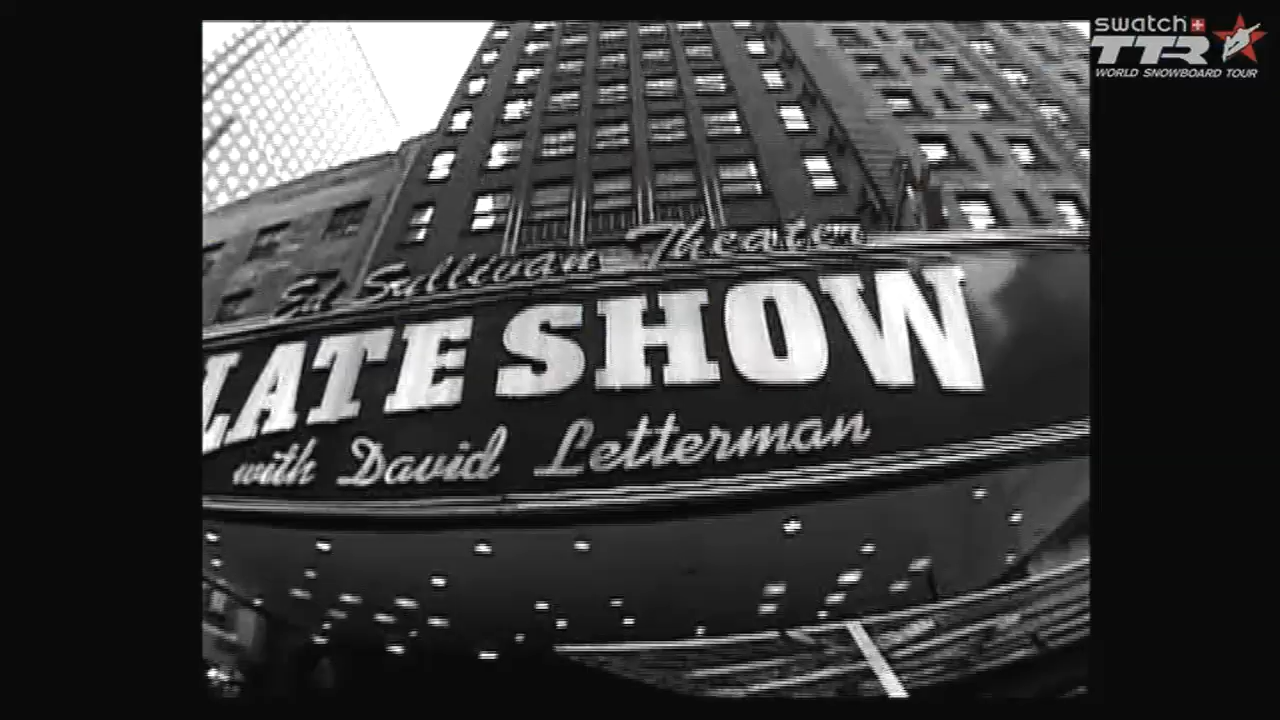 swatch
TTR
WORLD SNOWBOARD TOUR
Ed Sullivan Theater
LATE SHOW
with David Letterman